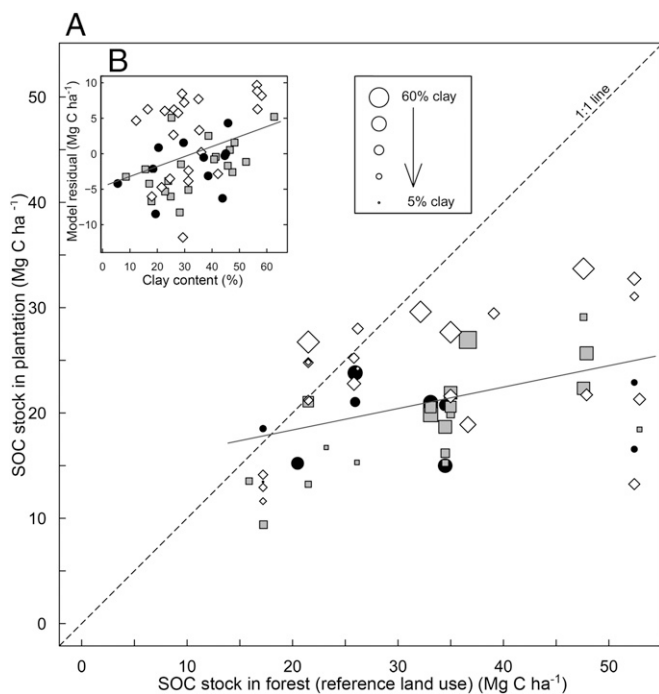 A
B
Model residual (Mg C ha⁻¹)
10
5
0
−5
−10
0 10 20 30 40 50 60
Clay content (%)
60% clay
5% clay
1:1 line
SOC stock in plantation (Mg C ha⁻¹)
50
40
30
20
10
0
0 10 20 30 40 50
SOC stock in forest (reference land use) (Mg C ha⁻¹)